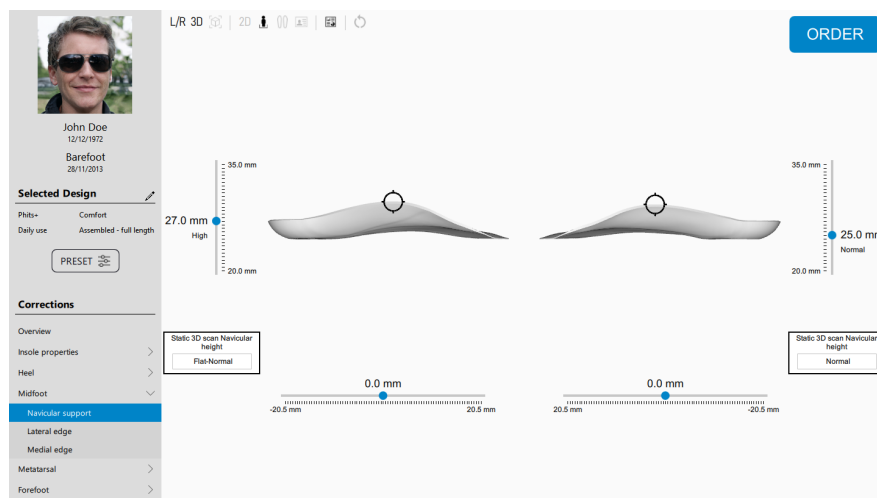 L/R 3D
2D
ORDER
John Doe
12/12/1972
Barefoot
28/11/2013
Selected Design
Phits+ Comfort
Daily use Assembled - full length
PRESET
Corrections
Overview
Insole properties
Heel
Midfoot
Navicular support
Lateral edge
Medial edge
Metatarsal
Forefoot
35.0 mm
27.0 mm
High
20.0 mm
35.0 mm
25.0 mm
Normal
20.0 mm
Static 3D scan Navicular
height
Flat-Normal
Static 3D scan Navicular
height
Normal
0.0 mm
-20.5 mm 20.5 mm
0.0 mm
20.5 mm -20.5 mm